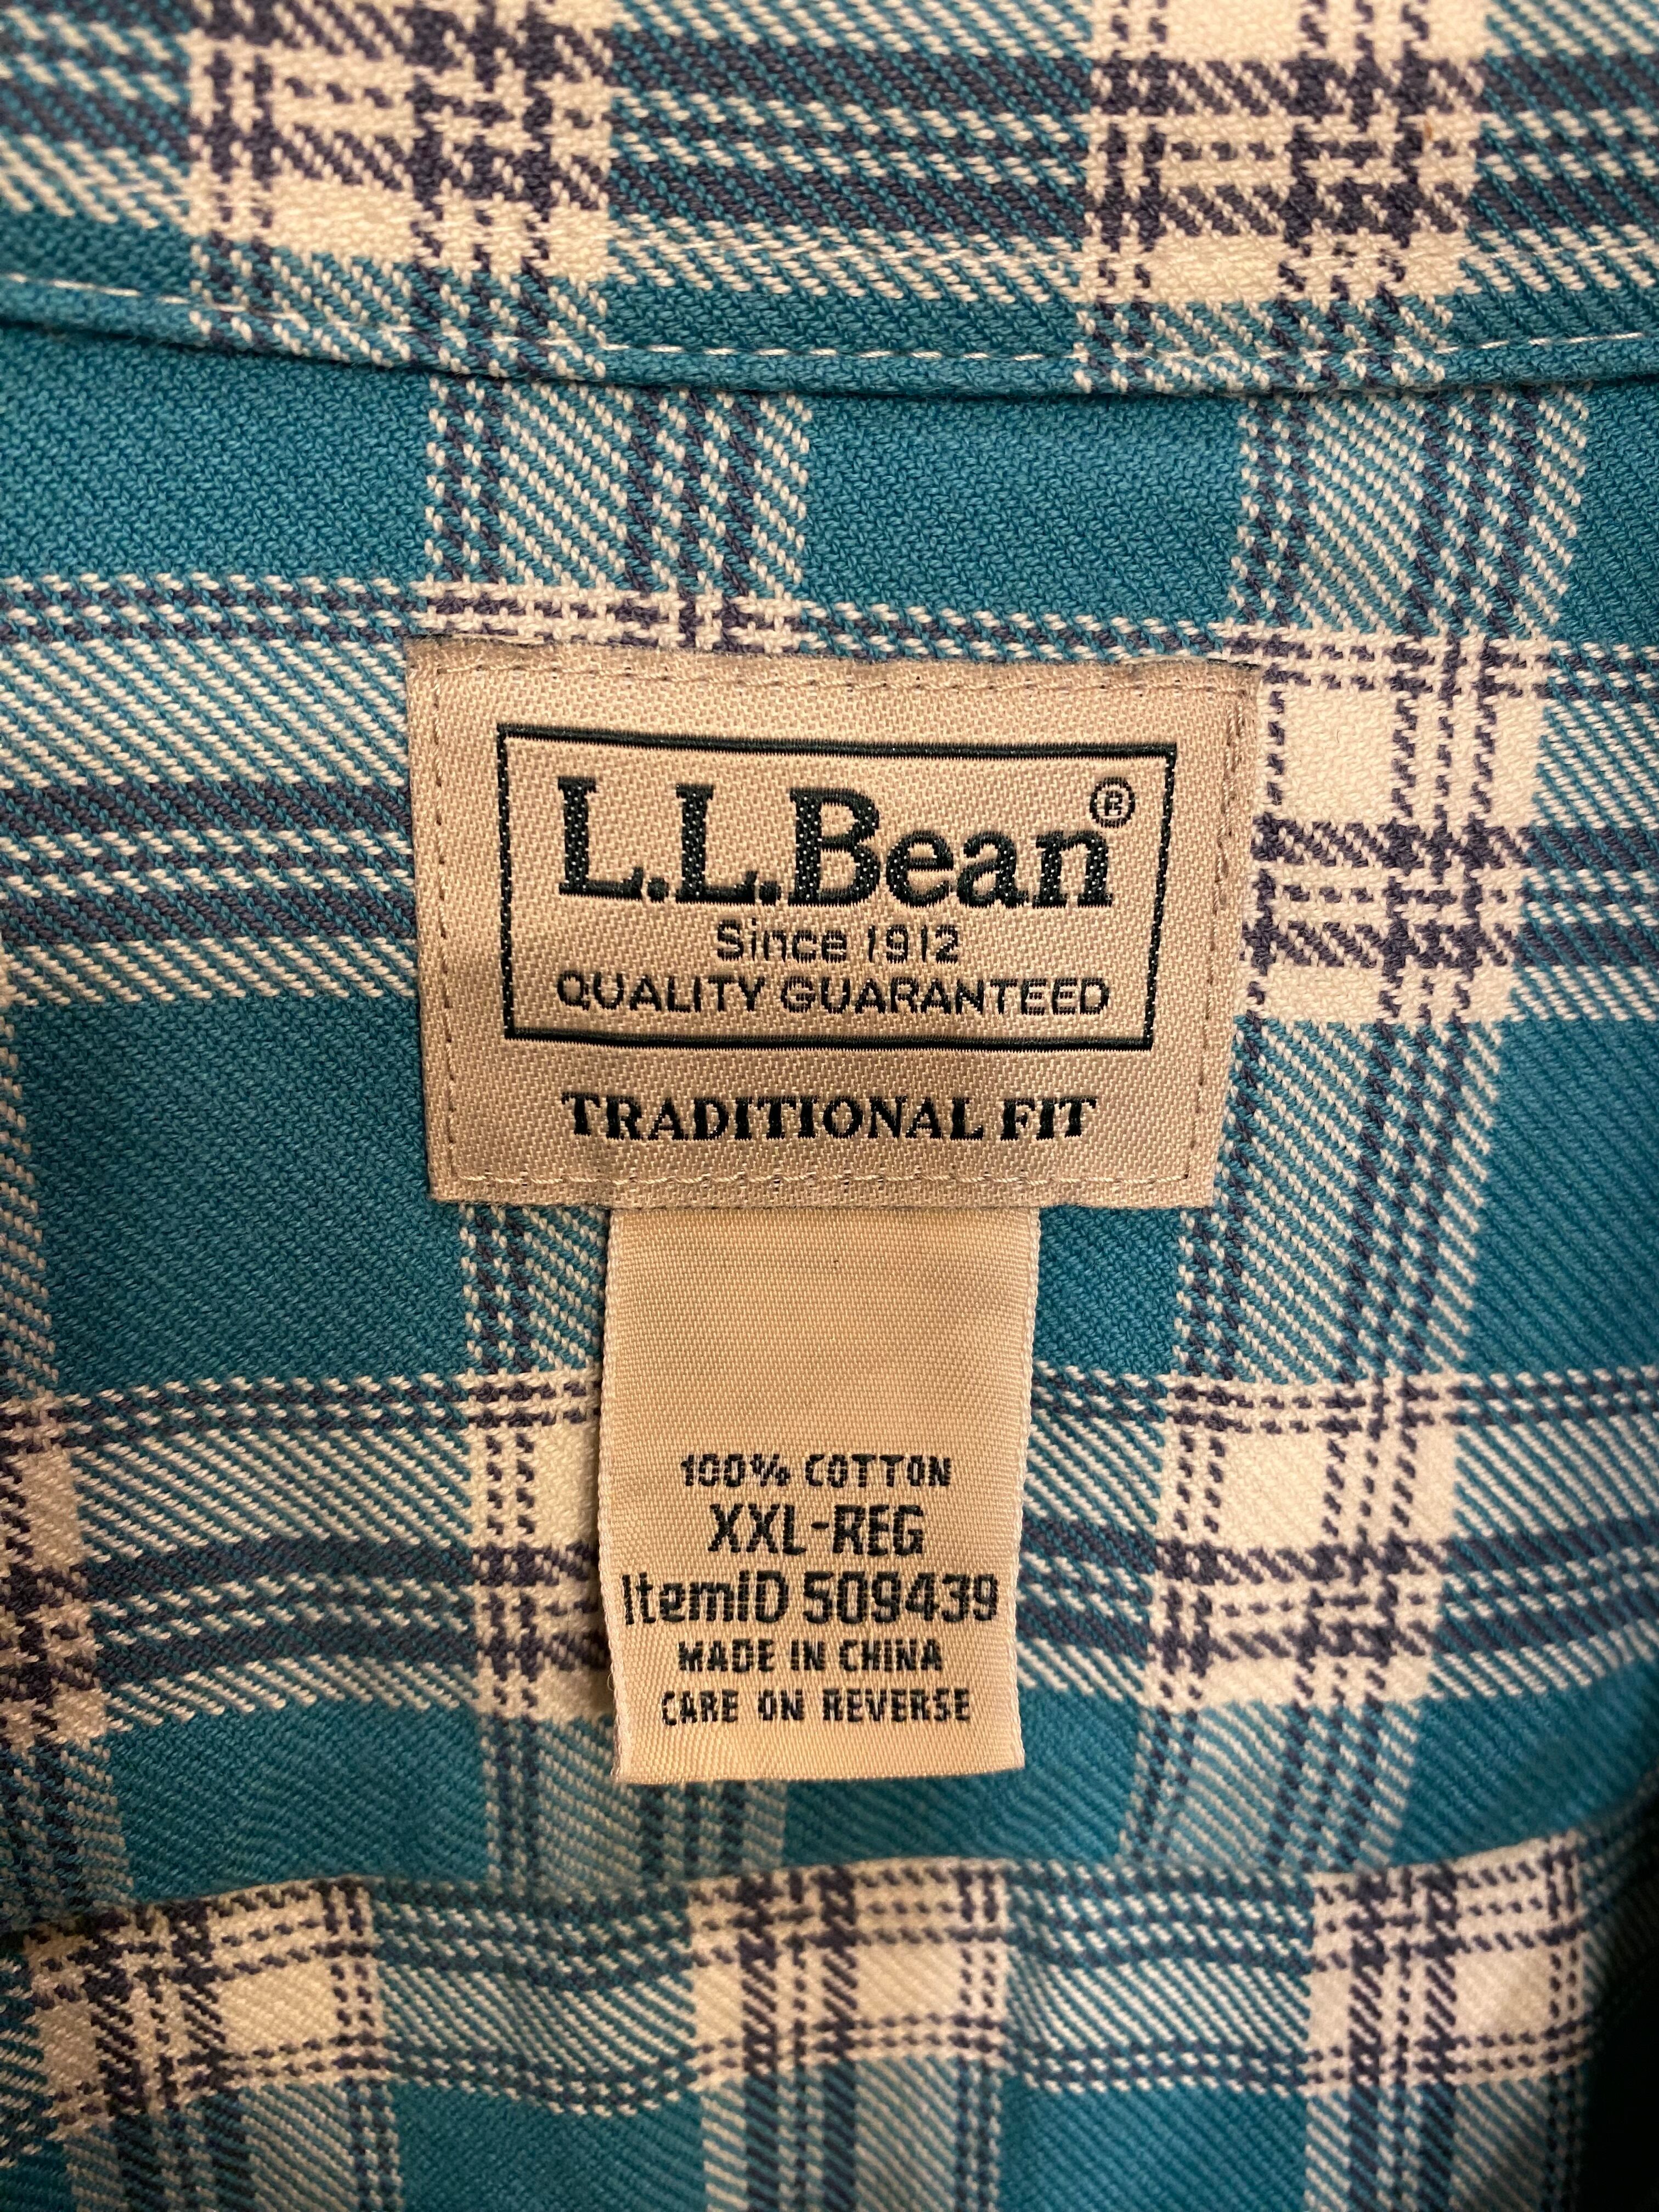 L.L.Bean®
Since 1912
QUALITY GUARANTEED
TRADITIONAL FIT
100% COTTON
XXL-REG
ItemID 509439
MADE IN CHINA
CARE ON REVERSE